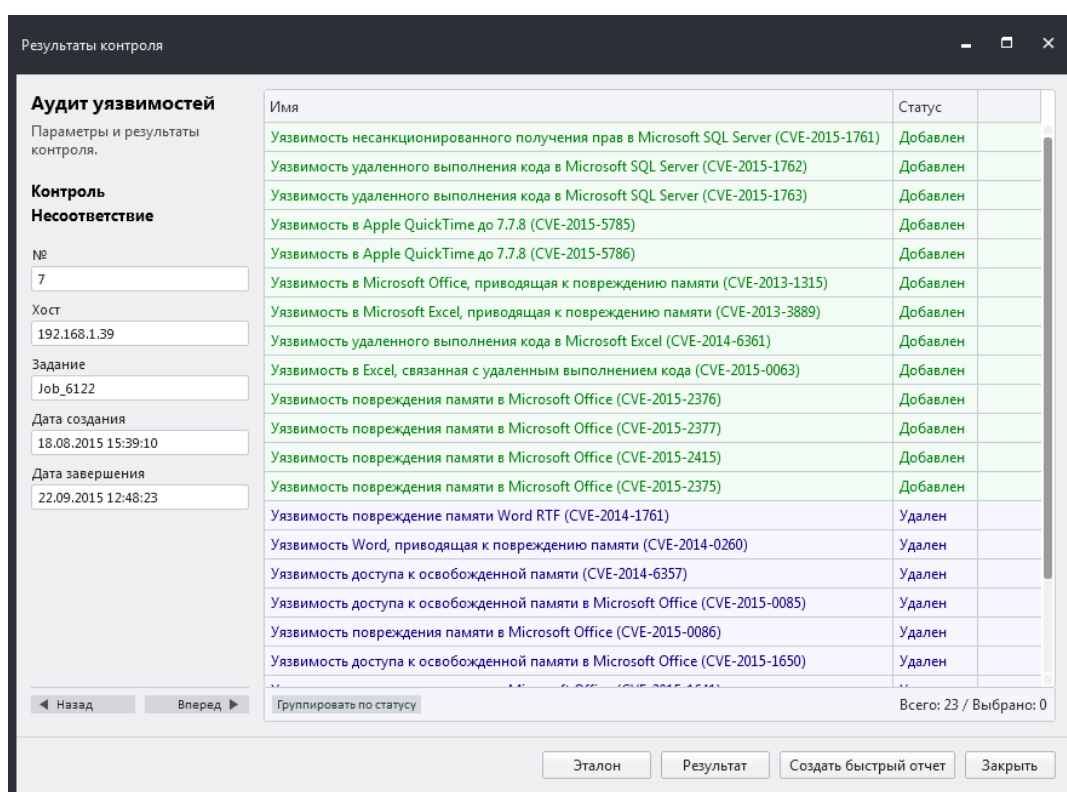 Результаты контроля
Аудит уязвимостей
Параметры и результаты
контроля.
Контроль
Несоответствие
№
7
Хост
192.168.1.39
Задание
Job_6122
Дата создания
18.08.2015 15:39:10
Дата завершения
22.09.2015 12:48:23
◀ Назад Вперед ▶
Имя Статус
Уязвимость несанкционированного получения прав в Microsoft SQL Server (CVE-2015-1761) Добавлен
Уязвимость удаленного выполнения кода в Microsoft SQL Server (CVE-2015-1762) Добавлен
Уязвимость удаленного выполнения кода в Microsoft SQL Server (CVE-2015-1763) Добавлен
Уязвимость в Apple QuickTime до 7.7.8 (CVE-2015-5785) Добавлен
Уязвимость в Apple QuickTime до 7.7.8 (CVE-2015-5786) Добавлен
Уязвимость в Microsoft Office, приводящая к повреждению памяти (CVE-2013-1315) Добавлен
Уязвимость в Microsoft Excel, приводящая к повреждению памяти (CVE-2013-3889) Добавлен
Уязвимость удаленного выполнения кода в Microsoft Excel (CVE-2014-6361) Добавлен
Уязвимость в Excel, связанная с удаленным выполнением кода (CVE-2015-0063) Добавлен
Уязвимость повреждения памяти в Microsoft Office (CVE-2015-2376) Добавлен
Уязвимость повреждения памяти в Microsoft Office (CVE-2015-2377) Добавлен
Уязвимость повреждения памяти в Microsoft Office (CVE-2015-2415) Добавлен
Уязвимость повреждения памяти в Microsoft Office (CVE-2015-2375) Добавлен
Уязвимость повреждение памяти Word RTF (CVE-2014-1761) Удален
Уязвимость Word, приводящая к повреждению памяти (CVE-2014-0260) Удален
Уязвимость доступа к освобожденной памяти (CVE-2014-6357) Удален
Уязвимость доступа к освобожденной памяти в Microsoft Office (CVE-2015-0085) Удален
Уязвимость повреждения памяти в Microsoft Office (CVE-2015-0086) Удален
Уязвимость доступа к освобожденной памяти в Microsoft Office (CVE-2015-1650) Удален
Группировать по статусу Всего: 23 / Выбрано: 0
Эталон Результат Создать быстрый отчет Закрыть